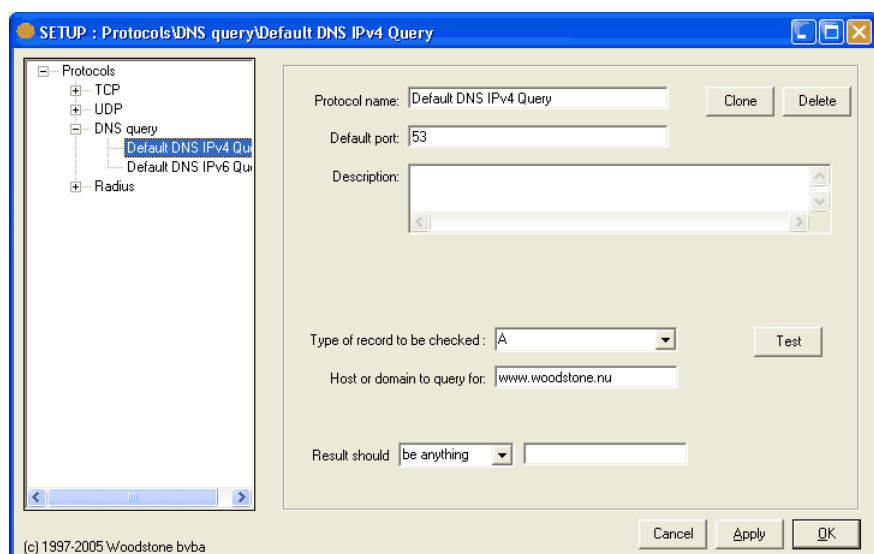 SETUP : Protocols\DNS query\Default DNS IPv4 Query
Protocols
TCP
UDP
DNS query
Default DNS IPv4 Qu
Default DNS IPv6 Qu
Radius
Protocol name: Default DNS IPv4 Query
Clone
Delete
Default port: 53
Description:
Type of record to be checked : A
Test
Host or domain to query for: www.woodstone.nu
Result should be anything
Cancel
Apply
OK
(c) 1997-2005 Woodstone bvba